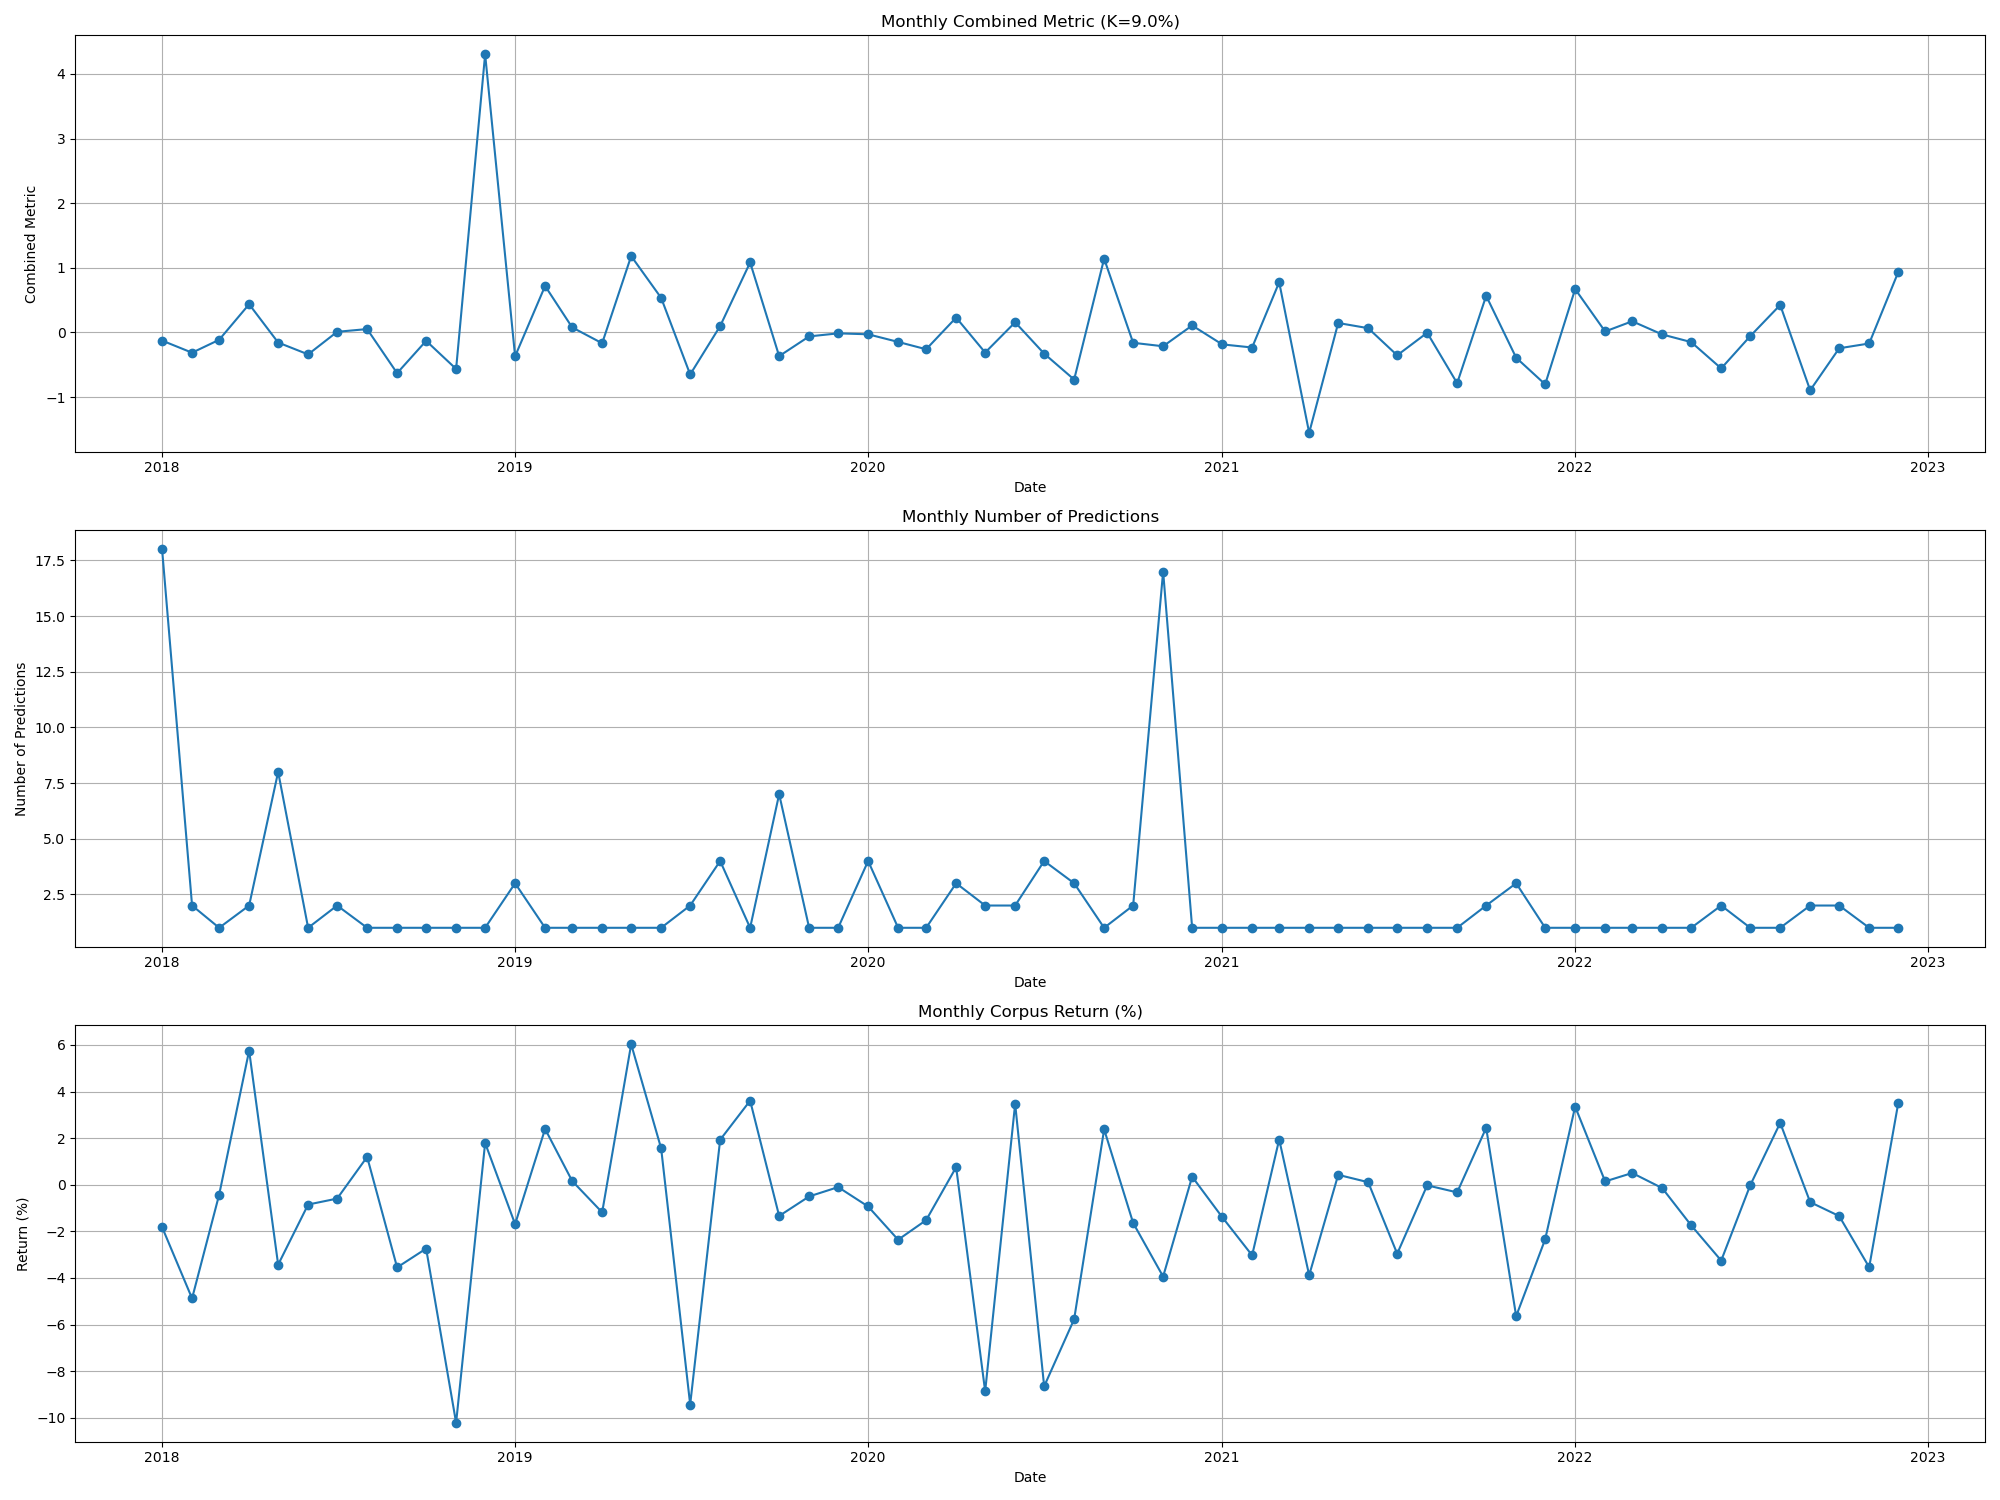 Monthly Combined Metric (K=9.0%)
Combined Metric
4
3
2
1
0
−1
2018 2019 2020 2021 2022 2023
Date
Monthly Number of Predictions
Number of Predictions
17.5
15.0
12.5
10.0
7.5
5.0
2.5
2018 2019 2020 2021 2022 2023
Date
Monthly Corpus Return (%)
Return (%)
6
4
2
0
−2
−4
−6
−8
−10
2018 2019 2020 2021 2022 2023
Date